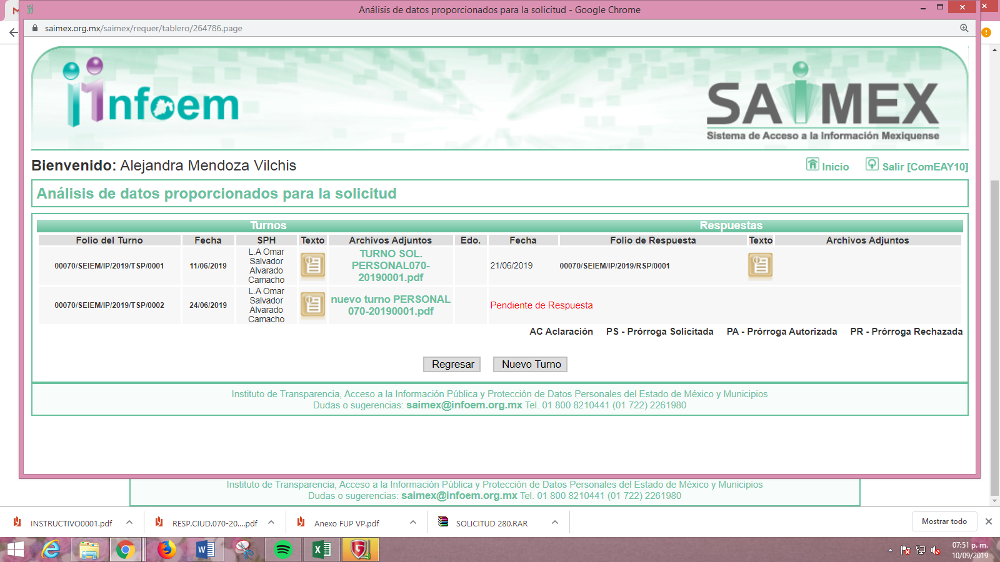 Análisis de datos proporcionados para la solicitud - Google Chrome
saimex.org.mx/saimex/requer/tablero/264786.page
infoem
SAIMEX
Sistema de Acceso a la Información Mexiquense
Bienvenido: Alejandra Mendoza Vilchis
Inicio
Salir [ComEAY10]
Análisis de datos proporcionados para la solicitud
Turnos
Respuestas
Folio del Turno
Fecha
SPH
Texto
Archivos Adjuntos
Edo.
Fecha
Folio de Respuesta
Texto
Archivos Adjuntos
00070/SEIEM/IP/2019/TSP/0001
11/06/2019
L.A Omar
Salvador
Alvarado
Camacho
TURNO SOL.
PERSONAL070-
20190001.pdf
21/06/2019
00070/SEIEM/IP/2019/RSP/0001
00070/SEIEM/IP/2019/TSP/0002
24/06/2019
L.A Omar
Salvador
Alvarado
Camacho
nuevo turno PERSONAL
070-20190001.pdf
Pendiente de Respuesta
AC Aclaración
PS - Prórroga Solicitada
PA - Prórroga Autorizada
PR - Prórroga Rechazada
Regresar
Nuevo Turno
Instituto de Transparencia, Acceso a la Información Pública y Protección de Datos Personales del Estado de México y Municipios
Dudas o sugerencias: saimex@infoem.org.mx Tel. 01 800 8210441 (01 722) 2261980
Instituto de Transparencia, Acceso a la Información Pública y Protección de Datos Personales del Estado de México y Municipios
Dudas o sugerencias: saimex@infoem.org.mx Tel. 01 800 8210441 (01 722) 2261980
INSTRUCTIVO0001.pdf
RESP.CIUD.070-20....pdf
Anexo FUP VP.pdf
SOLICITUD 280.RAR
Mostrar todo
07:51 p. m.
10/09/2019